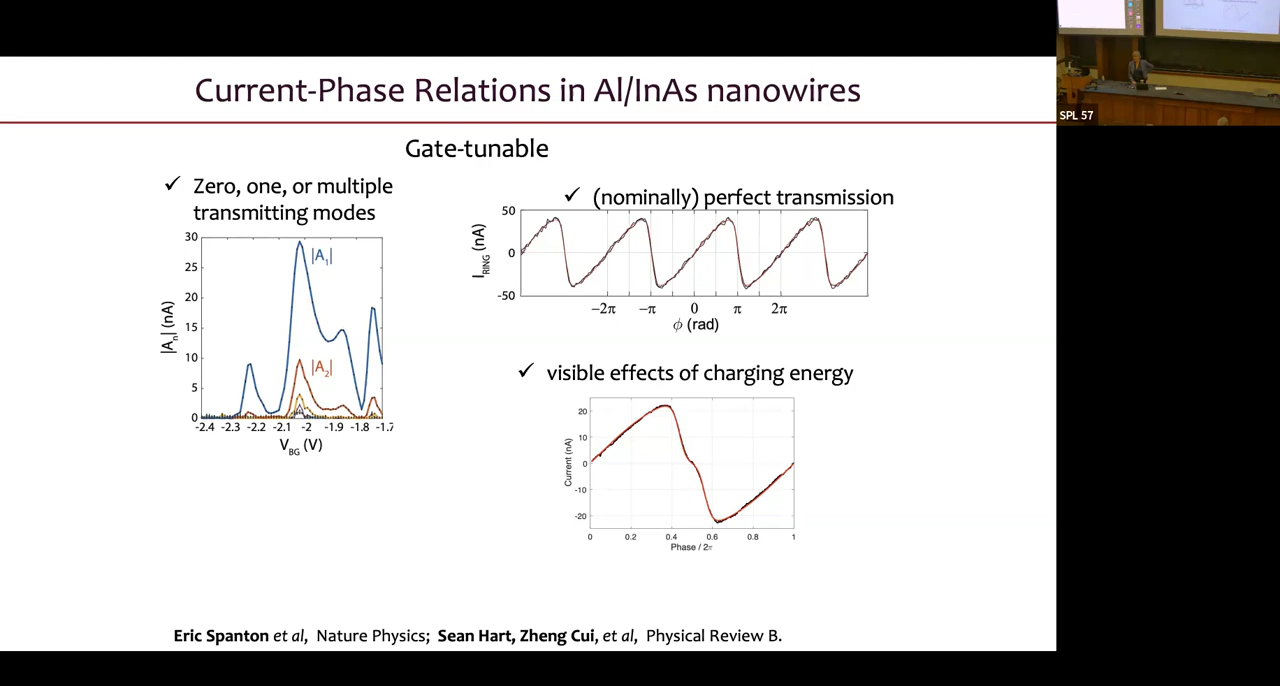 Current-Phase Relations in Al/InAs nanowires
SPL 57
Gate-tunable
✓ Zero, one, or multiple
transmitting modes
30
25
20
15
10
5
0
|Aₙ| (nA)
|A₁|
|A₂|
-2.4 -2.3 -2.2 -2.1 -2 -1.9 -1.8 -1.7
V_BG (V)
✓ (nominally) perfect transmission
50
0
-50
I_RING (nA)
−2π −π 0 π 2π
ϕ (rad)
✓ visible effects of charging energy
20
10
0
-10
-20
Current (nA)
0 0.2 0.4 0.6 0.8 1
Phase / 2π
Eric Spanton et al, Nature Physics; Sean Hart, Zheng Cui, et al, Physical Review B.